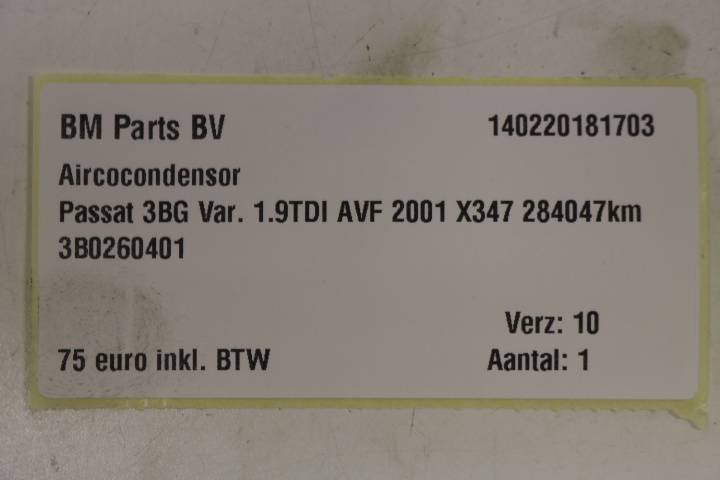 BM Parts BV 140220181703
Aircocondensor
Passat 3BG Var. 1.9TDI AVF 2001 X347 284047km
3B0260401
Verz: 10
75 euro inkl. BTW Aantal: 1